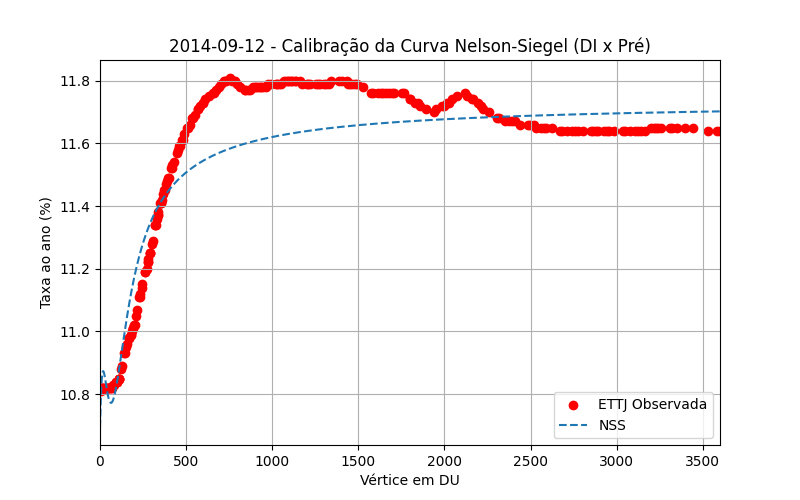 2014-09-12 - Calibração da Curva Nelson-Siegel (DI x Pré)
Taxa ao ano (%)
11.8
11.6
11.4
11.2
11.0
10.8
0 500 1000 1500 2000 2500 3000 3500
Vértice em DU
ETTJ Observada
NSS